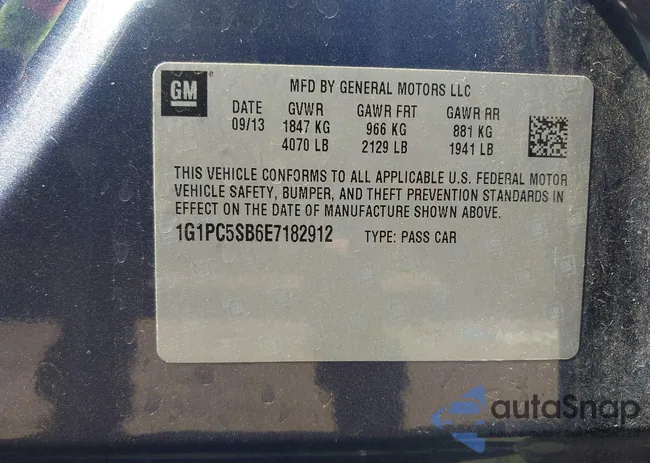 GM
MFD BY GENERAL MOTORS LLC
DATE GVWR GAWR FRT GAWR RR
09/13 1847 KG 966 KG 881 KG
4070 LB 2129 LB 1941 LB
THIS VEHICLE CONFORMS TO ALL APPLICABLE U.S. FEDERAL MOTOR
VEHICLE SAFETY, BUMPER, AND THEFT PREVENTION STANDARDS IN
EFFECT ON THE DATE OF MANUFACTURE SHOWN ABOVE.
1G1PC5SB6E7182912 TYPE: PASS CAR
autoSnap